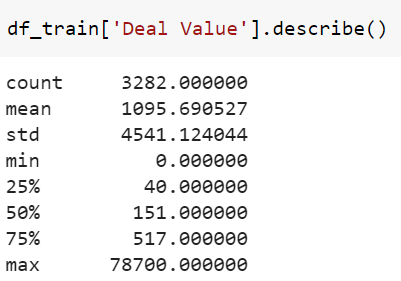 df_train['Deal Value'].describe()
count 3282.000000
mean 1095.690527
std 4541.124044
min 0.000000
25% 40.000000
50% 151.000000
75% 517.000000
max 78700.000000